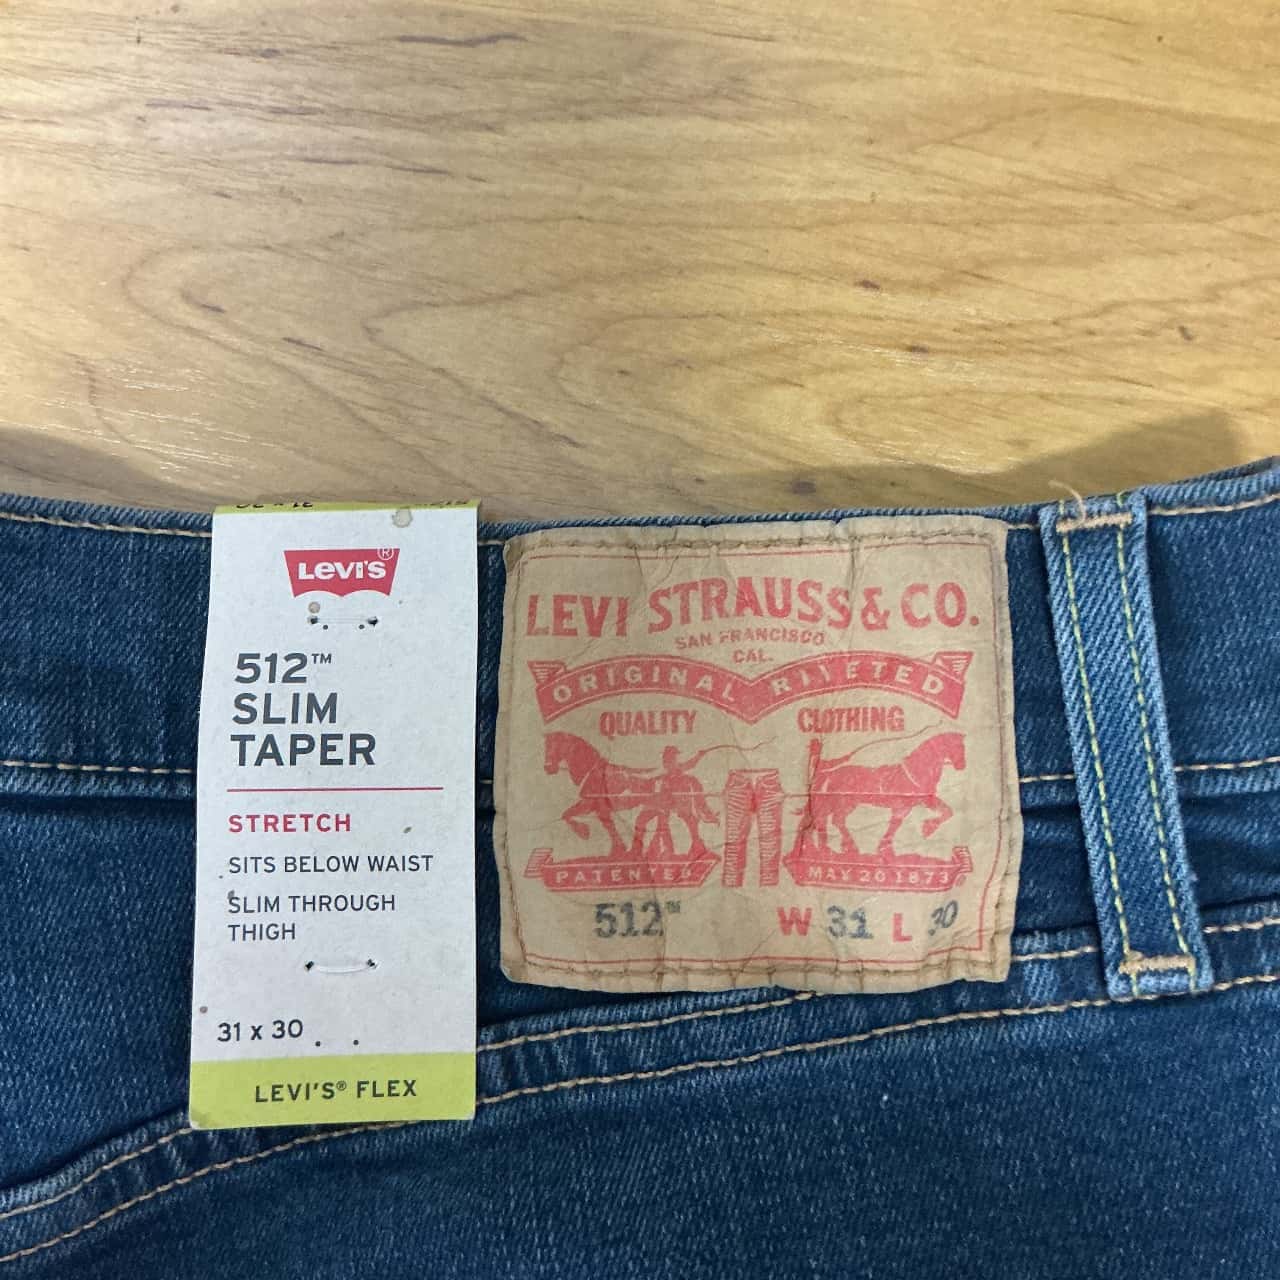 LEVI'S®
512™
SLIM
TAPER
STRETCH
SITS BELOW WAIST
SLIM THROUGH
THIGH
31 x 30
LEVI'S® FLEX
LEVI STRAUSS & CO.
SAN FRANCISCO
CAL.
ORIGINAL RIVETED
QUALITY CLOTHING
PATENTED MAY 20 1873
512™ W 31 L 30